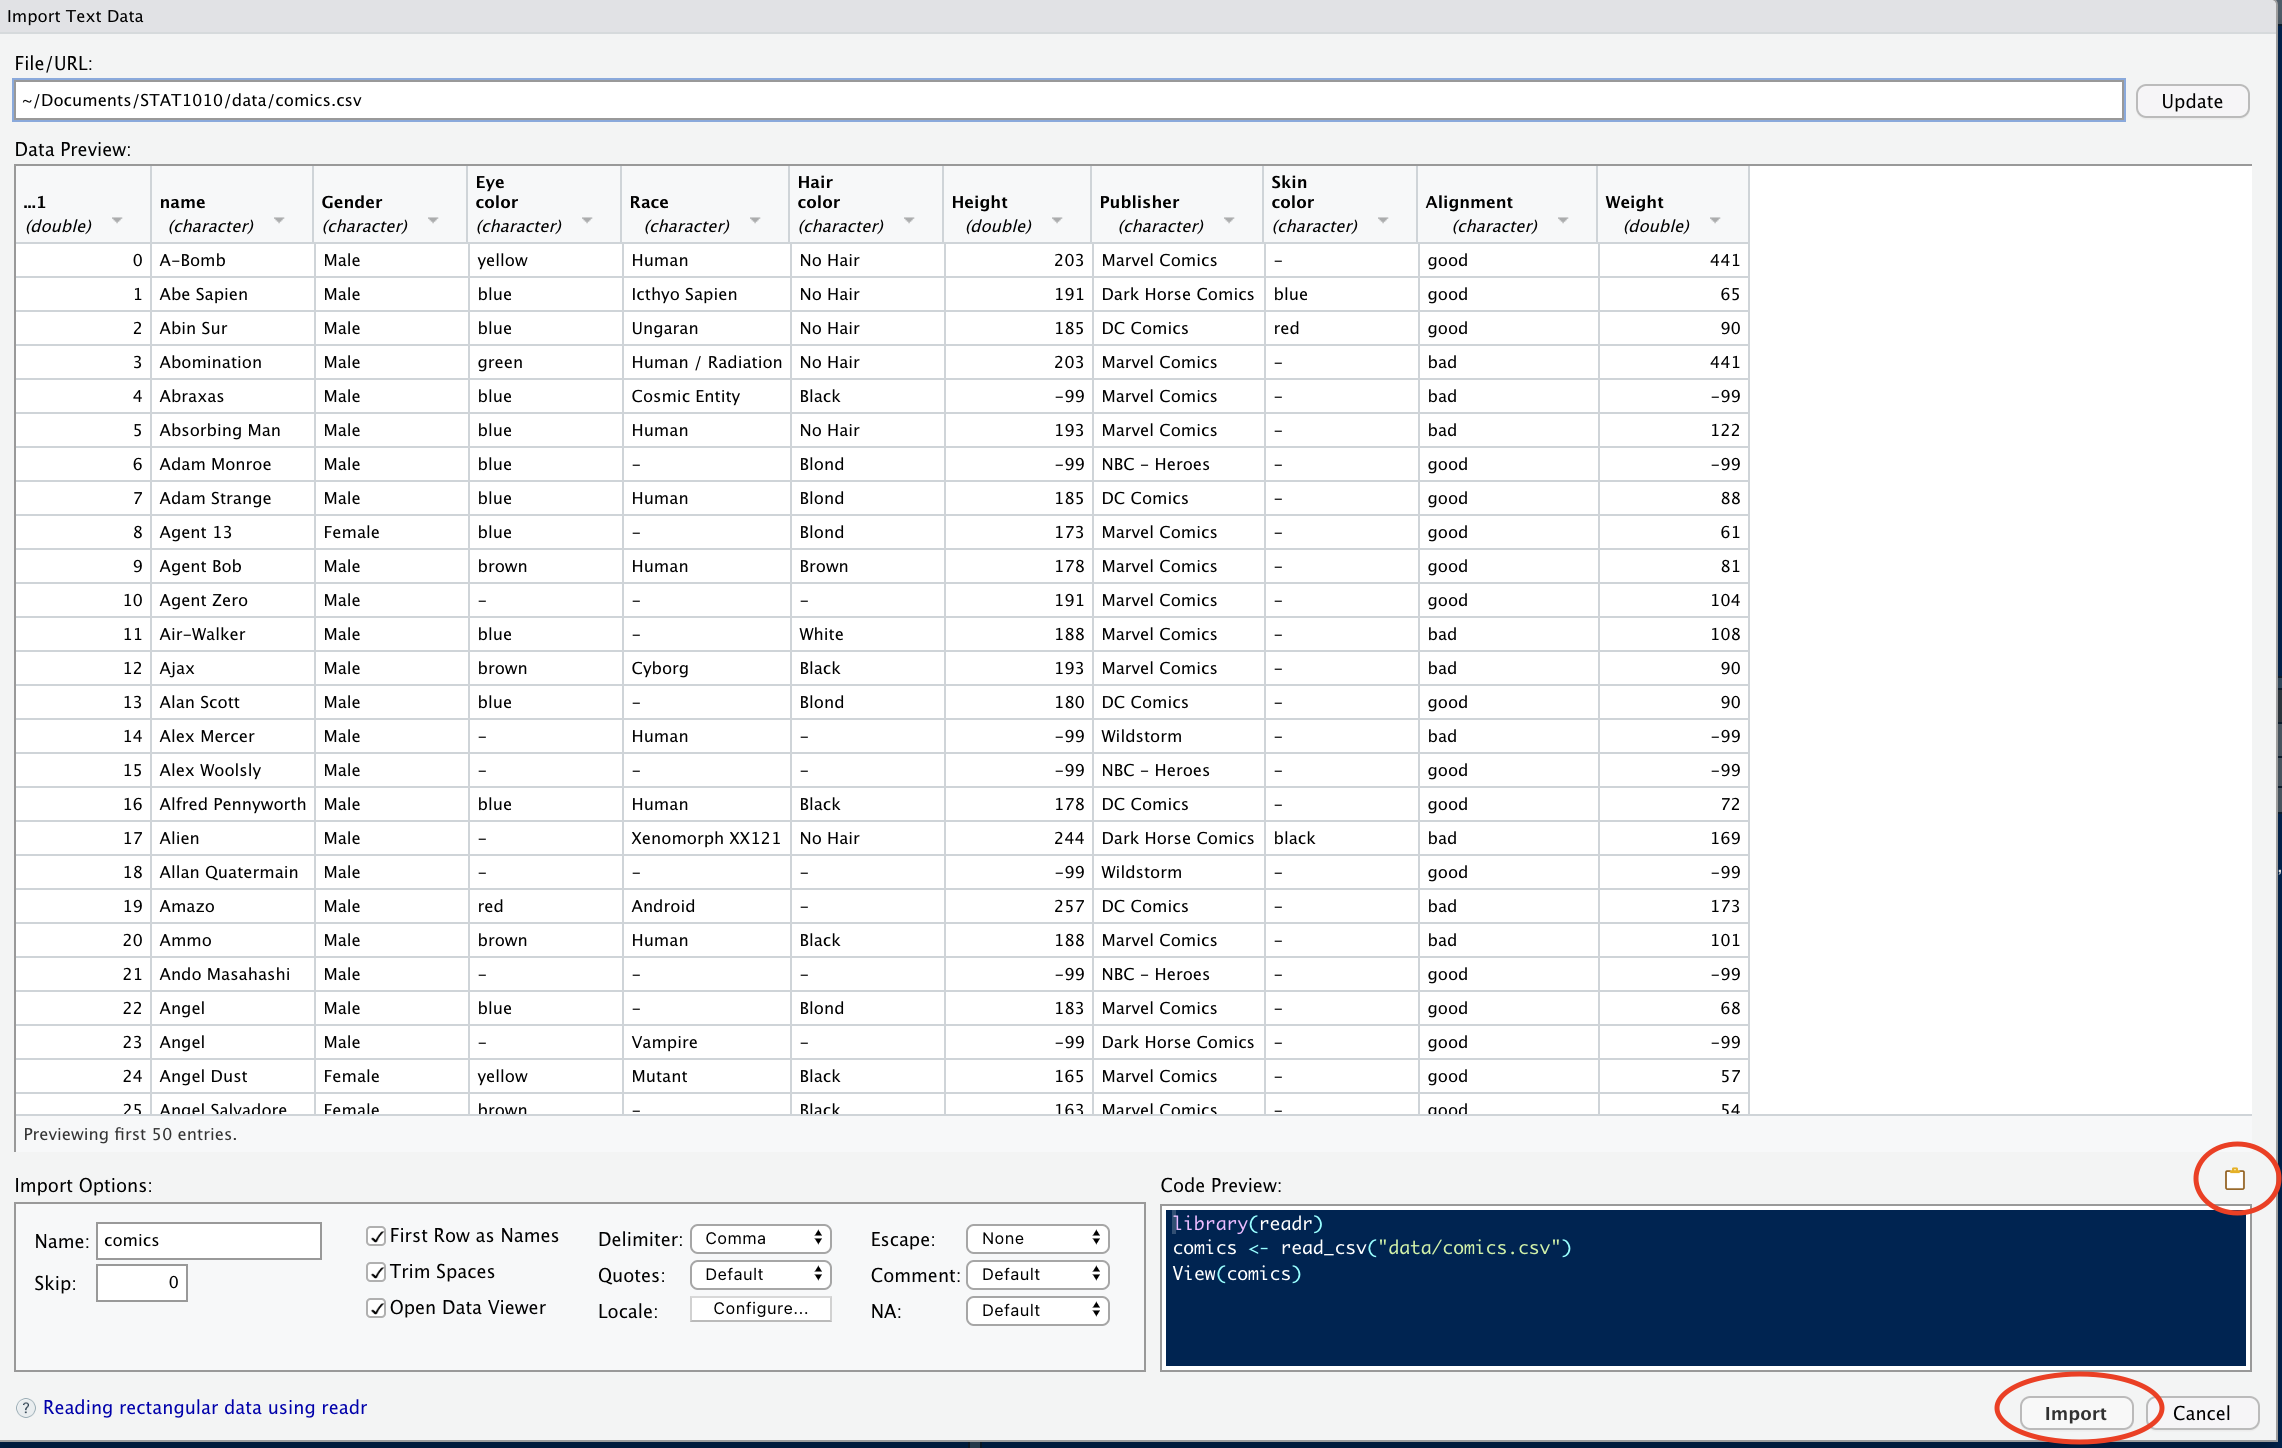 Import Text Data
File/URL:
~/Documents/STAT1010/data/comics.csv Update
Data Preview:
...1 (double) name (character) Gender (character) Eye color (character) Race (character) Hair color (character) Height (double) Publisher (character) Skin color (character) Alignment (character) Weight (double)
0 A-Bomb Male yellow Human No Hair 203 Marvel Comics - good 441
1 Abe Sapien Male blue Icthyo Sapien No Hair 191 Dark Horse Comics blue good 65
2 Abin Sur Male blue Ungaran No Hair 185 DC Comics red good 90
3 Abomination Male green Human / Radiation No Hair 203 Marvel Comics - bad 441
4 Abraxas Male blue Cosmic Entity Black -99 Marvel Comics - bad -99
5 Absorbing Man Male blue Human No Hair 193 Marvel Comics - bad 122
6 Adam Monroe Male blue - Blond -99 NBC - Heroes - good -99
7 Adam Strange Male blue Human Blond 185 DC Comics - good 88
8 Agent 13 Female blue - Blond 173 Marvel Comics - good 61
9 Agent Bob Male brown Human Brown 178 Marvel Comics - good 81
10 Agent Zero Male - - - 191 Marvel Comics - good 104
11 Air-Walker Male blue - White 188 Marvel Comics - bad 108
12 Ajax Male brown Cyborg Black 193 Marvel Comics - bad 90
13 Alan Scott Male blue - Blond 180 DC Comics - good 90
14 Alex Mercer Male - Human - -99 Wildstorm - bad -99
15 Alex Woolsly Male - - - -99 NBC - Heroes - good -99
16 Alfred Pennyworth Male blue Human Black 178 DC Comics - good 72
17 Alien Male - Xenomorph XX121 No Hair 244 Dark Horse Comics black bad 169
18 Allan Quatermain Male - - - -99 Wildstorm - good -99
19 Amazo Male red Android - 257 DC Comics - bad 173
20 Ammo Male brown Human Black 188 Marvel Comics - bad 101
21 Ando Masahashi Male - - - -99 NBC - Heroes - good -99
22 Angel Male blue - Blond 183 Marvel Comics - good 68
23 Angel Male - Vampire - -99 Dark Horse Comics - good -99
24 Angel Dust Female yellow Mutant Black 165 Marvel Comics - good 57
25 Angel Salvadore Female brown - Black 163 Marvel Comics - good 54
Previewing first 50 entries.
Import Options:
Name: comics
Skip: 0
First Row as Names
Trim Spaces
Open Data Viewer
Delimiter: Comma
Quotes: Default
Locale: Configure...
Escape: None
Comment: Default
NA: Default
Code Preview:
library(readr)
comics <- read_csv("data/comics.csv")
View(comics)
? Reading rectangular data using readr
Import Cancel